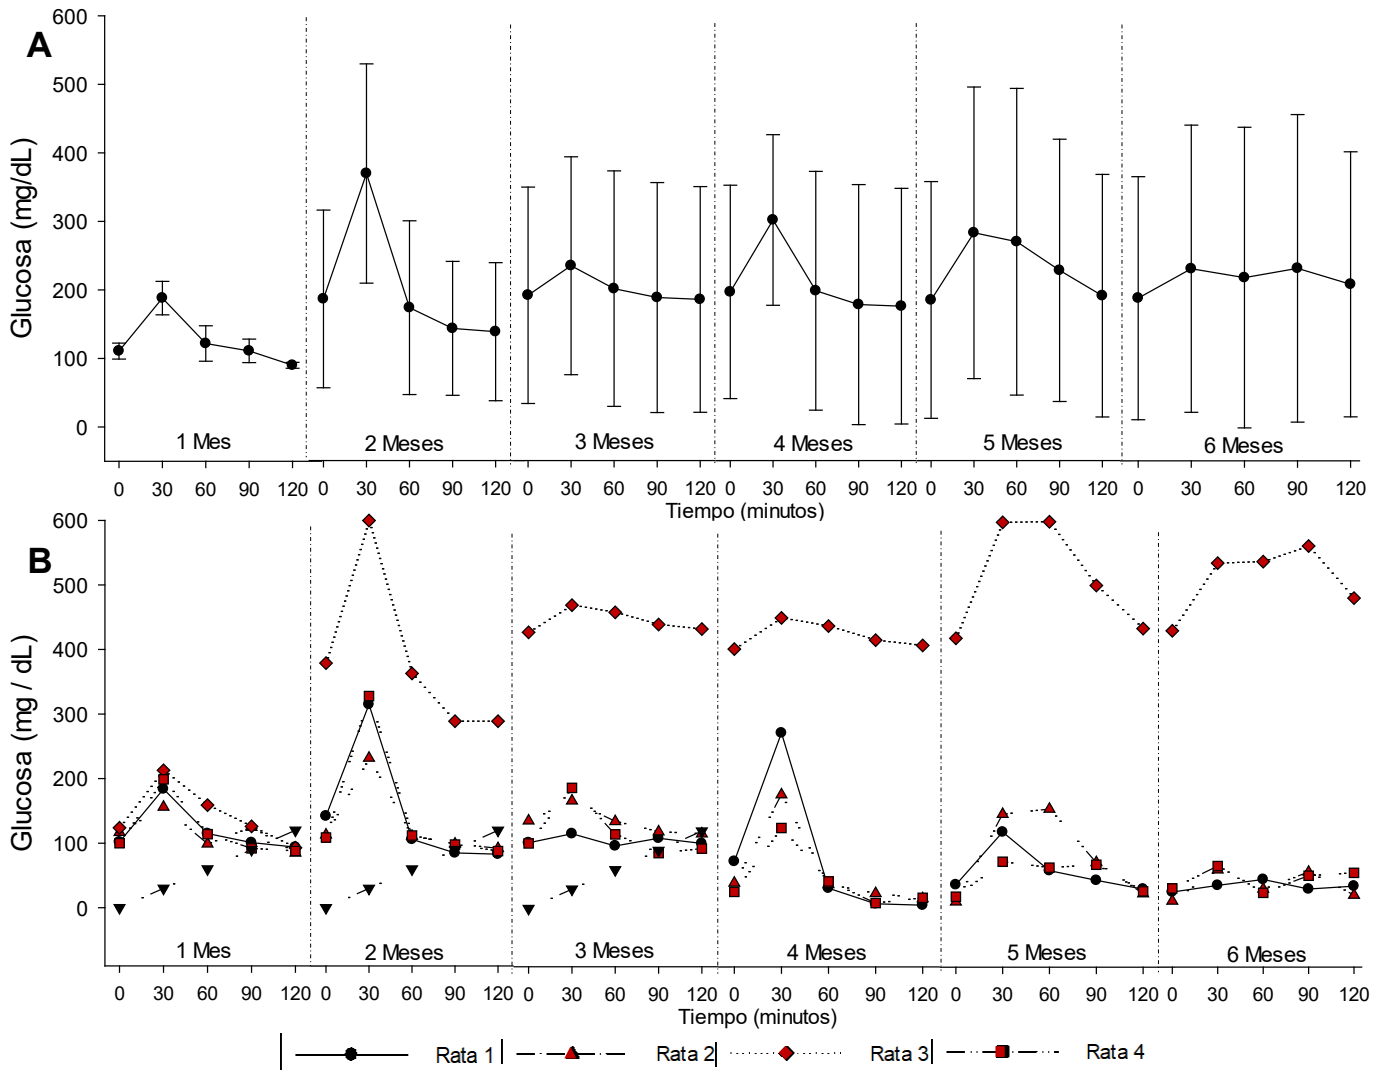 A
Glucosa (mg/dL)
600
500
400
300
200
100
0
1 Mes 2 Meses 3 Meses 4 Meses 5 Meses 6 Meses
0 30 60 90 120 0 30 60 90 120 0 30 60 90 120 0 30 60 90 120 0 30 60 90 120 0 30 60 90 120
Tiempo (minutos)
B
Glucosa (mg / dL)
600
500
400
300
200
100
0
1 Mes 2 Meses 3 Meses 4 Meses 5 Meses 6 Meses
0 30 60 90 120 0 30 60 90 120 0 30 60 90 120 0 30 60 90 120 0 30 60 90 120 0 30 60 90 120
Tiempo (minutos)
Rata 1 Rata 2 Rata 3 Rata 4